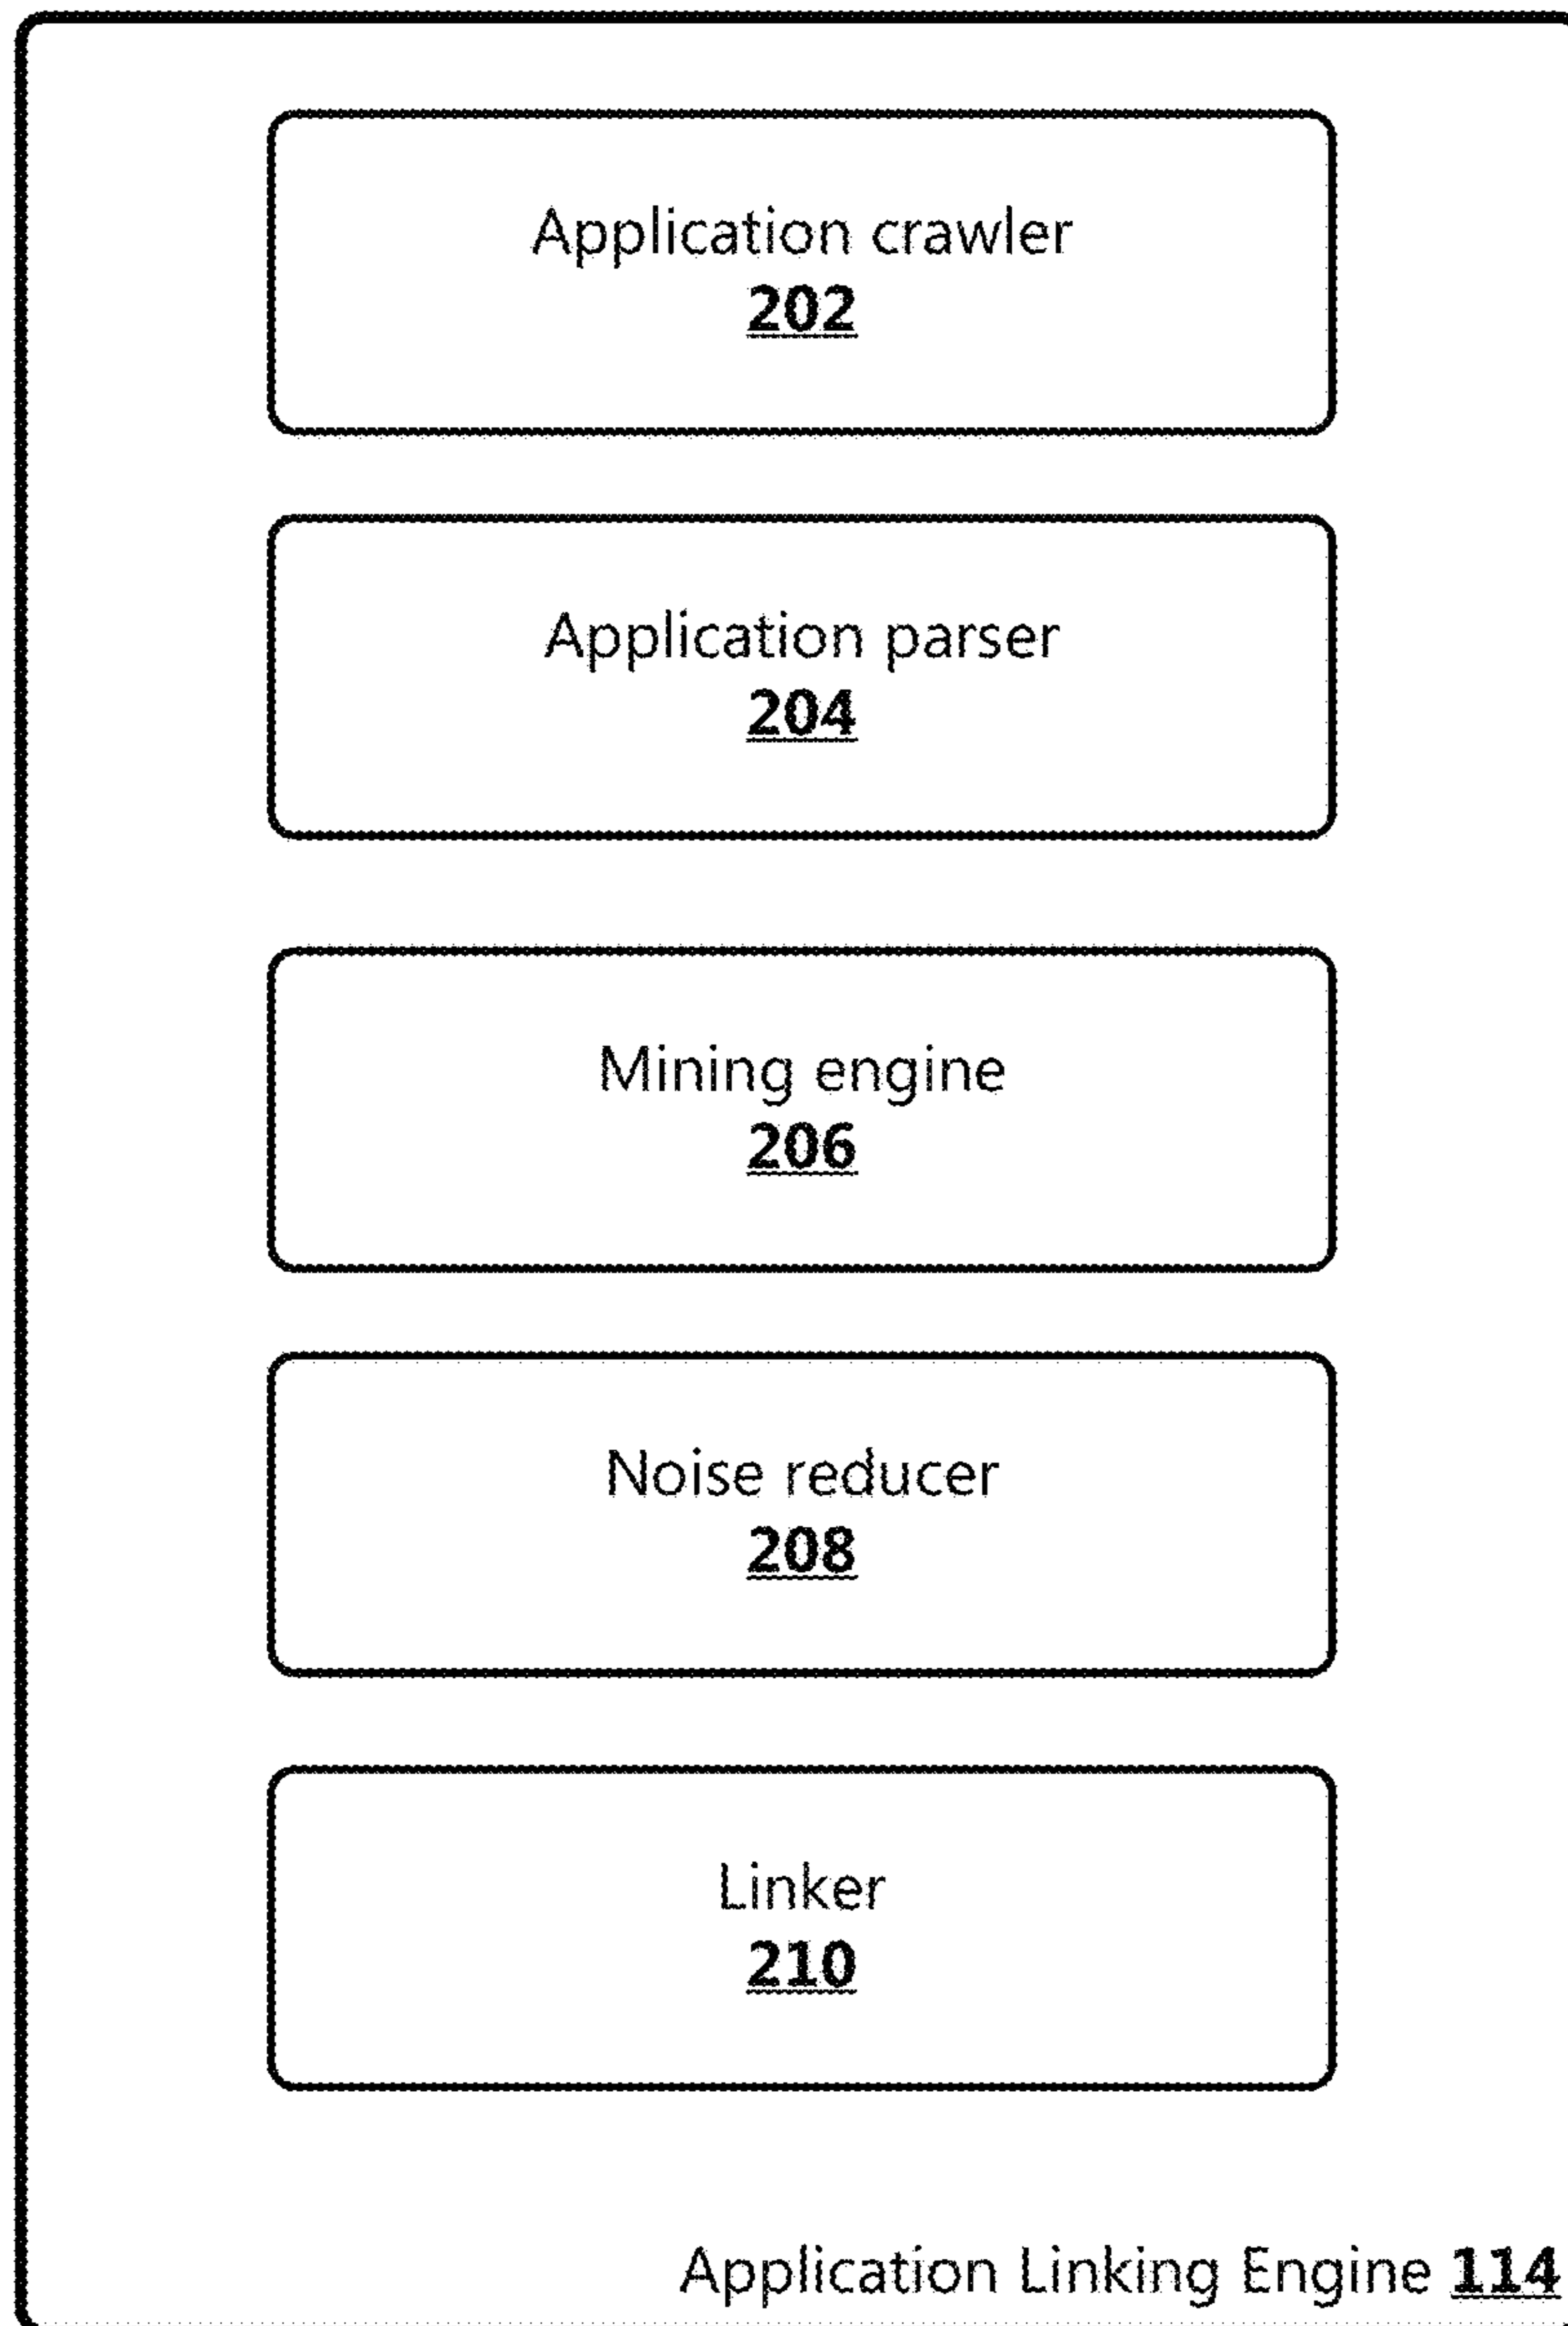 Application crawler
202
Application parser
204
Mining engine
206
Noise reducer
208
Linker
210
Application Linking Engine 114